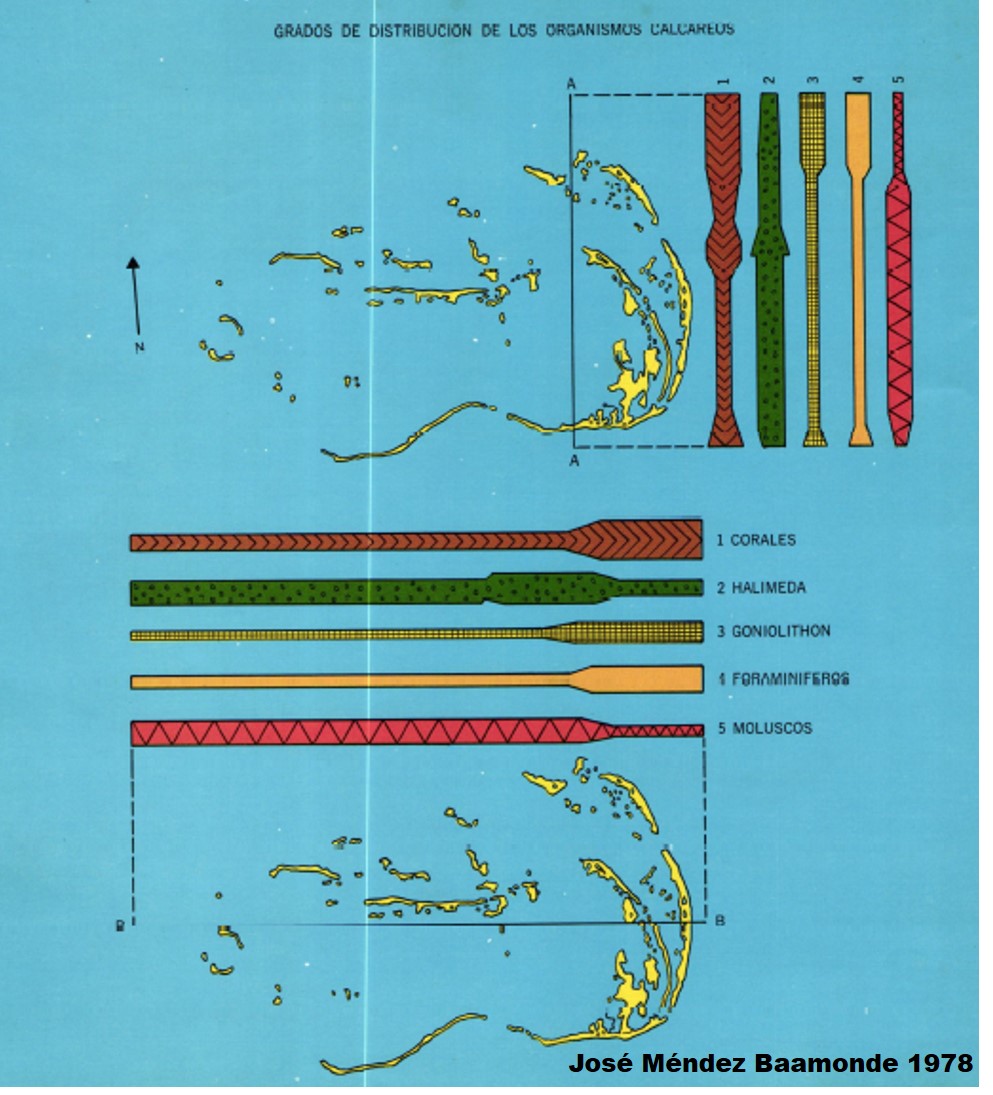 GRADOS DE DISTRIBUCION DE LOS ORGANISMOS CALCAREOS
A
1 2 3 4 5
N
A
1 CORALES
2 HALIMEDA
3 GONIOLITHON
4 FORAMINIFEROS
5 MOLUSCOS
B B
José Méndez Baamonde 1978